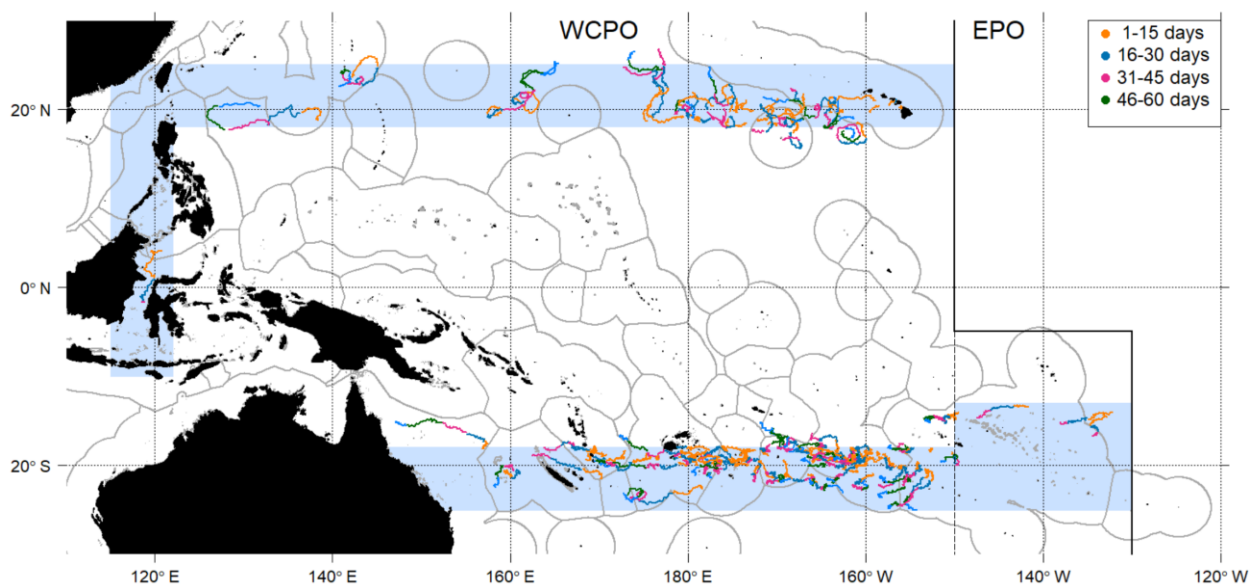 WCPO
EPO
1-15 days
16-30 days
31-45 days
46-60 days
20° N
0° N
20° S
120° E
140° E
160° E
180° E
160° W
140° W
120° W